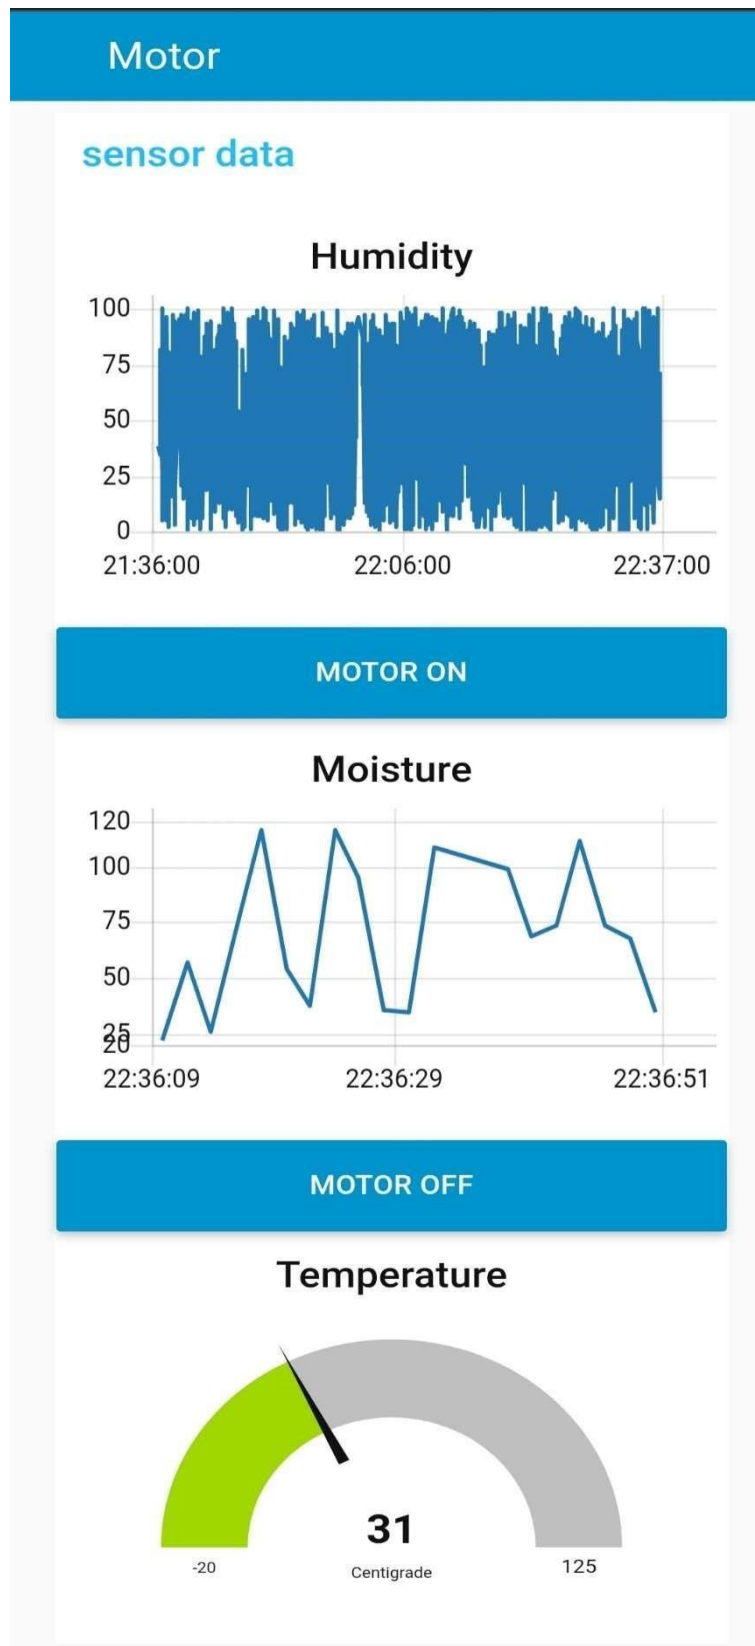 Motor
sensor data
Humidity
100
75
50
25
0
21:36:00 22:06:00 22:37:00
MOTOR ON
Moisture
120
100
75
50
25
20
22:36:09 22:36:29 22:36:51
MOTOR OFF
Temperature
31
-20 Centigrade 125